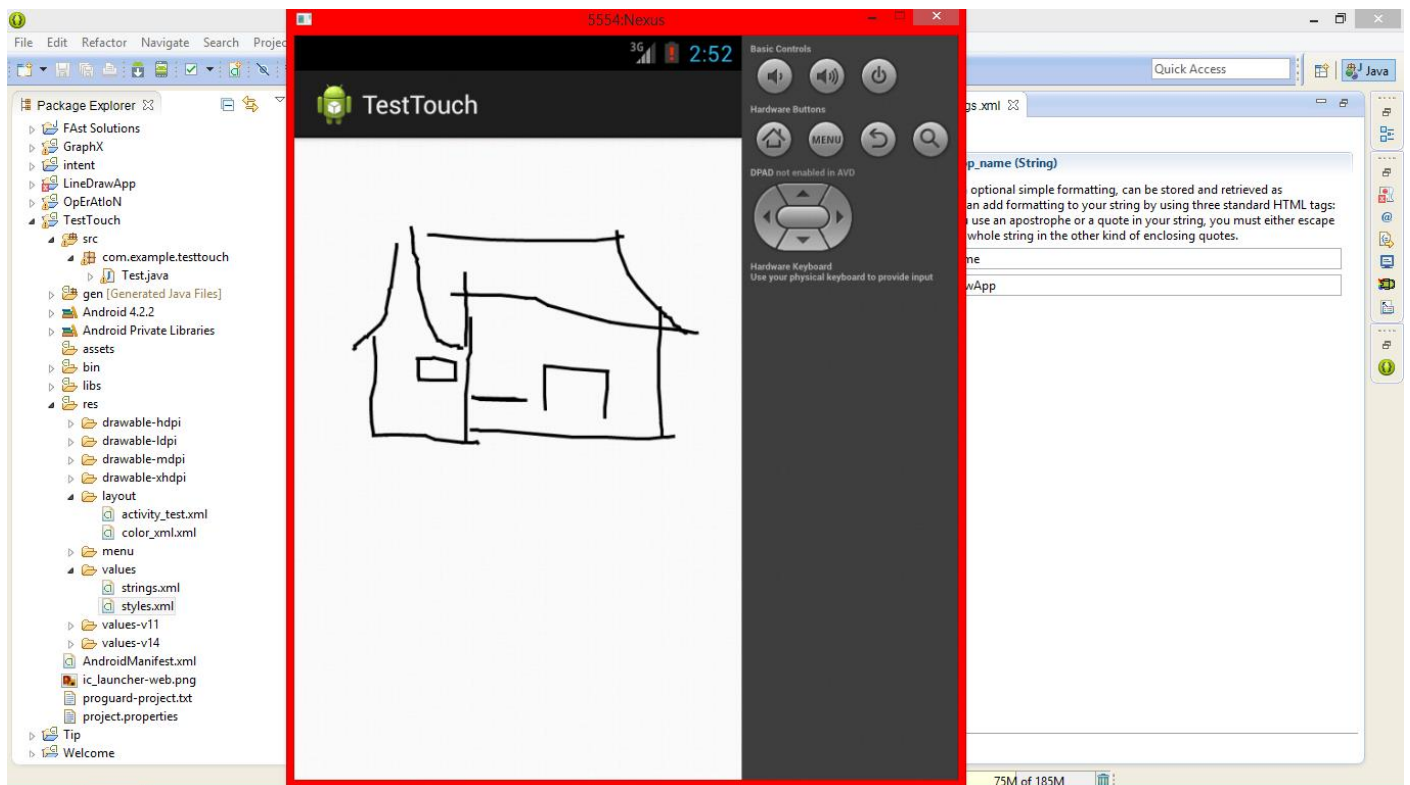 5554:Nexus
File Edit Refactor Navigate Search Projec
Quick Access
Java
Package Explorer
FAst Solutions
GraphX
intent
LineDrawApp
OpErAtIoN
TestTouch
src
com.example.testtouch
Test.java
gen [Generated Java Files]
Android 4.2.2
Android Private Libraries
assets
bin
libs
res
drawable-hdpi
drawable-ldpi
drawable-mdpi
drawable-xhdpi
layout
activity_test.xml
color_xml.xml
menu
values
strings.xml
styles.xml
values-v11
values-v14
AndroidManifest.xml
ic_launcher-web.png
proguard-project.txt
project.properties
Tip
Welcome
3G 2:52
TestTouch
Basic Controls
Hardware Buttons
MENU
DPAD not enabled in AVD
Hardware Keyboard
Use your physical keyboard to provide input
gs.xml
p_name (String)
optional simple formatting, can be stored and retrieved as
an add formatting to your string by using three standard HTML tags:
use an apostrophe or a quote in your string, you must either escape
whole string in the other kind of enclosing quotes.
me
wApp
75M of 185M